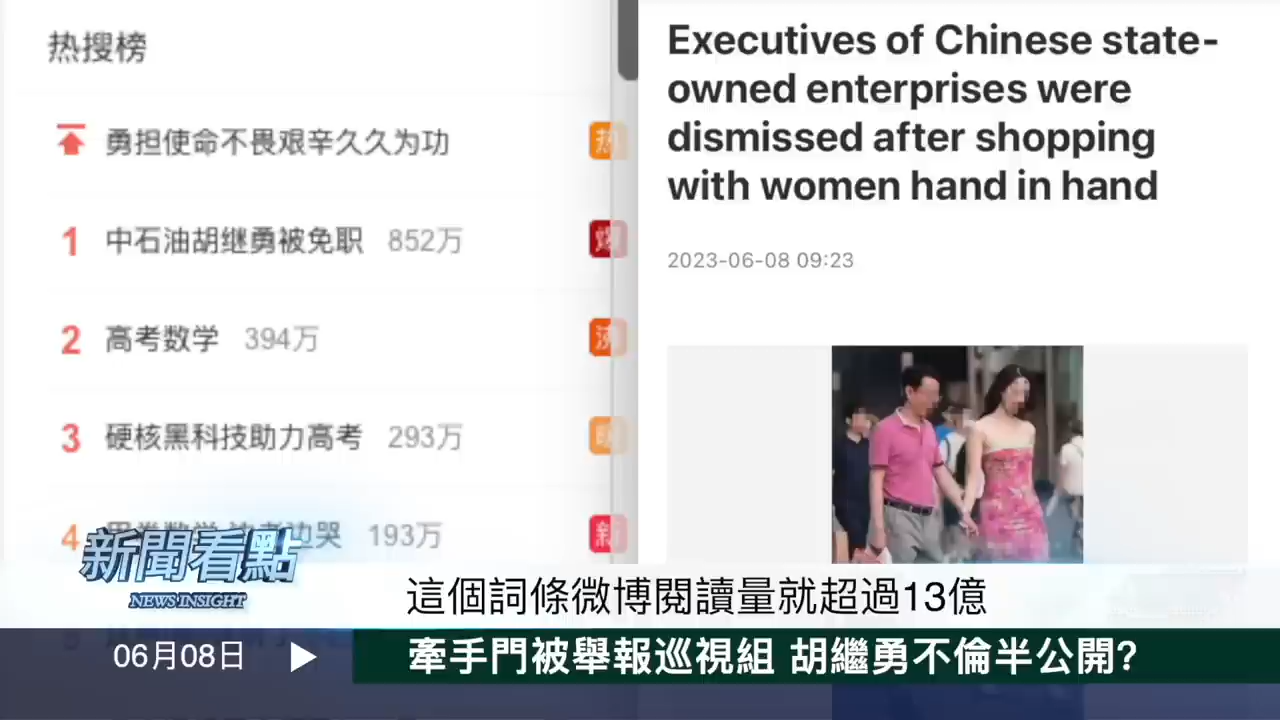 热搜榜
勇担使命不畏艰辛久久为功 热
1 中石油胡继勇被免职 852万 爆
2 高考数学 394万
3 硬核黑科技助力高考 293万
4 193万 新
Executives of Chinese state-
owned enterprises were
dismissed after shopping
with women hand in hand
2023-06-08 09:23
新聞看點
NEWS INSIGHT
這個詞條微博閱讀量就超過13億
06月08日
牽手門被舉報巡視組 胡繼勇不倫半公開?